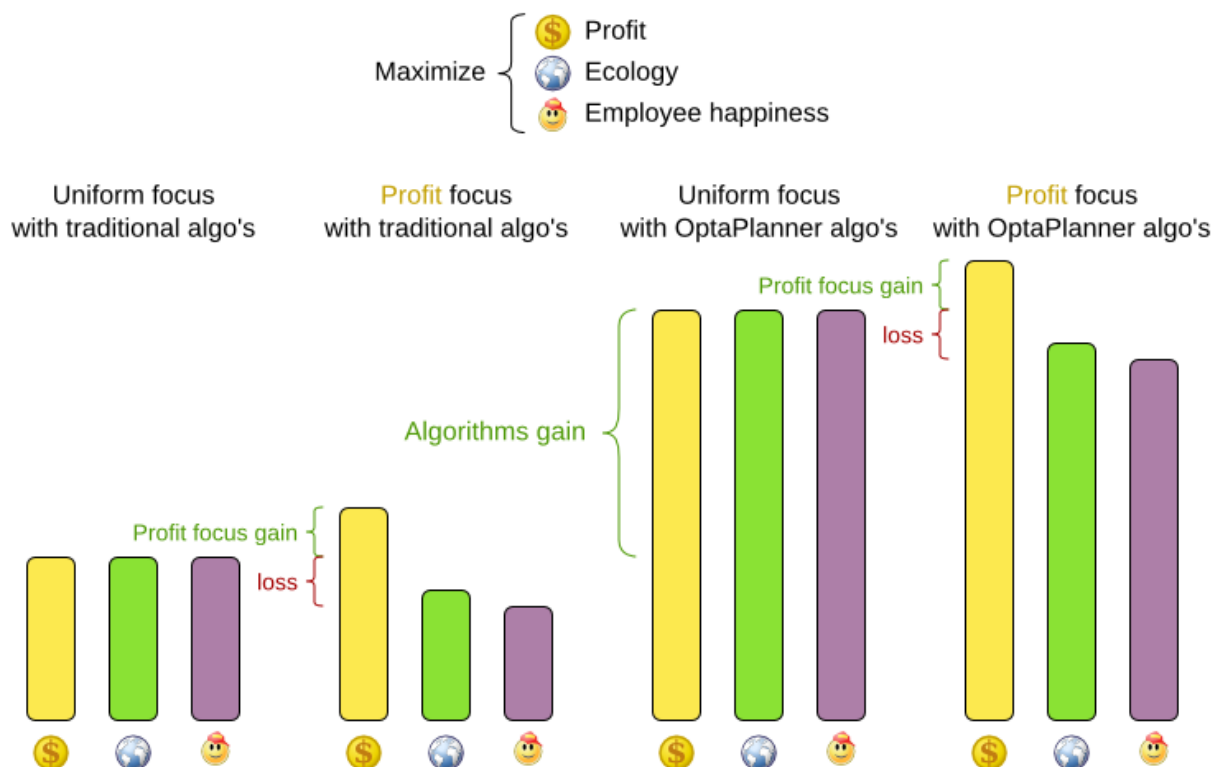 Maximize
Profit
Ecology
Employee happiness
Uniform focus
with traditional algo's
Profit focus
with traditional algo's
Uniform focus
with OptaPlanner algo's
Profit focus
with OptaPlanner algo's
Profit focus gain
loss
Algorithms gain
Profit focus gain
loss
$
$
$
$
$